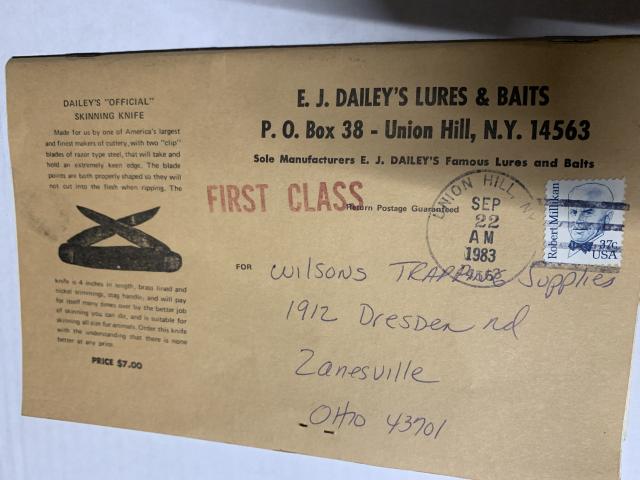 DAILEY'S "OFFICIAL"
SKINNING KNIFE
Made for us by one of America's largest
and finest makers of cutlery, with two "clip"
blades of razor type steel, that will take and
hold an extremely keen edge. The blade
points are both properly shaped so they will
not cut into the flesh when ripping. The
knife is 4 inches in length, brass lined and
nickel trimmings, stag handle, and will pay
for itself many times over by the better job
of skinning you can do, and is suitable for
skinning all size fur animals. Order this knife
with the understanding that there is none
better at any price.
PRICE $7.00
E. J. DAILEY'S LURES & BAITS
P. O. Box 38 - Union Hill, N.Y. 14563
Sole Manufacturers E. J. DAILEY'S Famous Lures and Baits
FIRST CLASS
Return Postage Guaranteed
UNION HILL, NY
SEP
22
AM
1983
14563
Robert Millikan
37c
USA
FOR
Wilsons TRAPPING Supplies
1912 Dresden rd
Zanesville
Ohio 43701